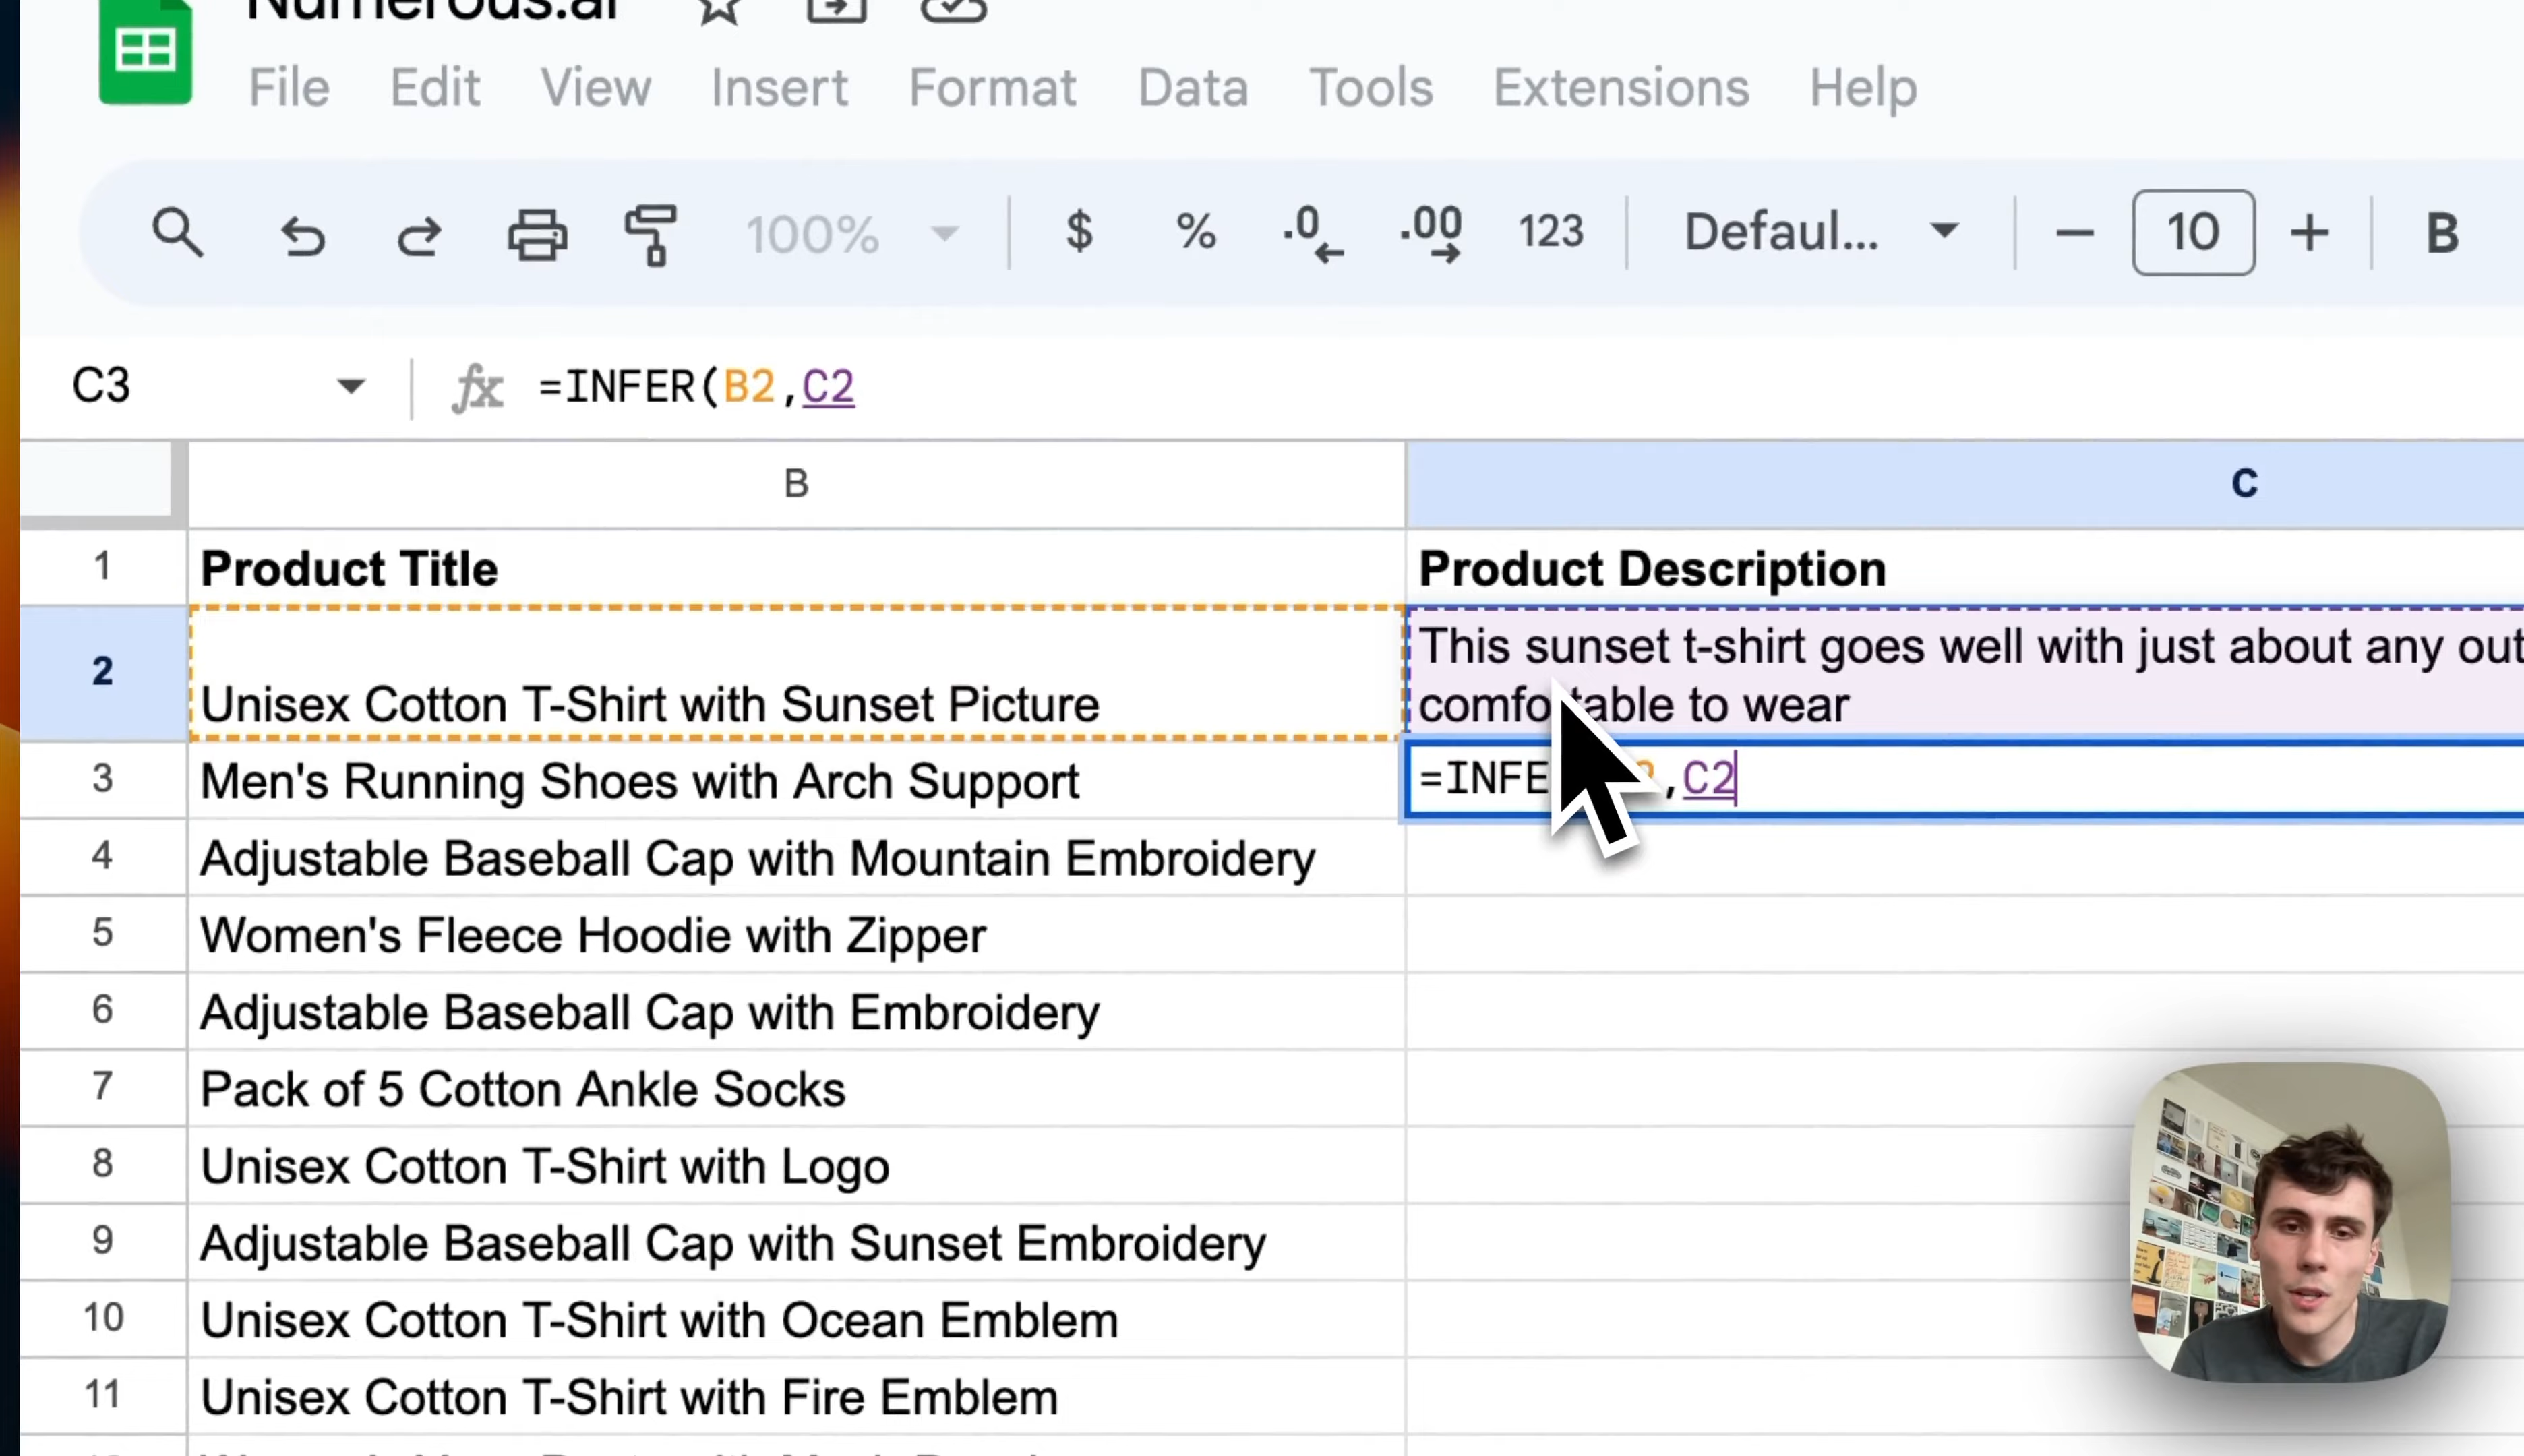 Numerous.ai
File Edit View Insert Format Data Tools Extensions Help
100% $ % .0 .00 123 Defaul... 10 B
C3 fx =INFER(B2,C2
B C
1 Product Title Product Description
2 Unisex Cotton T-Shirt with Sunset Picture This sunset t-shirt goes well with just about any out
comfortable to wear
3 Men's Running Shoes with Arch Support =INFE 2,C2
4 Adjustable Baseball Cap with Mountain Embroidery
5 Women's Fleece Hoodie with Zipper
6 Adjustable Baseball Cap with Embroidery
7 Pack of 5 Cotton Ankle Socks
8 Unisex Cotton T-Shirt with Logo
9 Adjustable Baseball Cap with Sunset Embroidery
10 Unisex Cotton T-Shirt with Ocean Emblem
11 Unisex Cotton T-Shirt with Fire Emblem